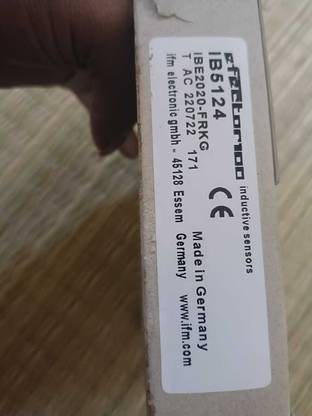 efector100
inductive sensors
IB5124
IBE2020-FRKG
T AC 220722 171
Made in Germany
ifm electronic gmbh - 45128 Essem Germany www.ifm.com
CE